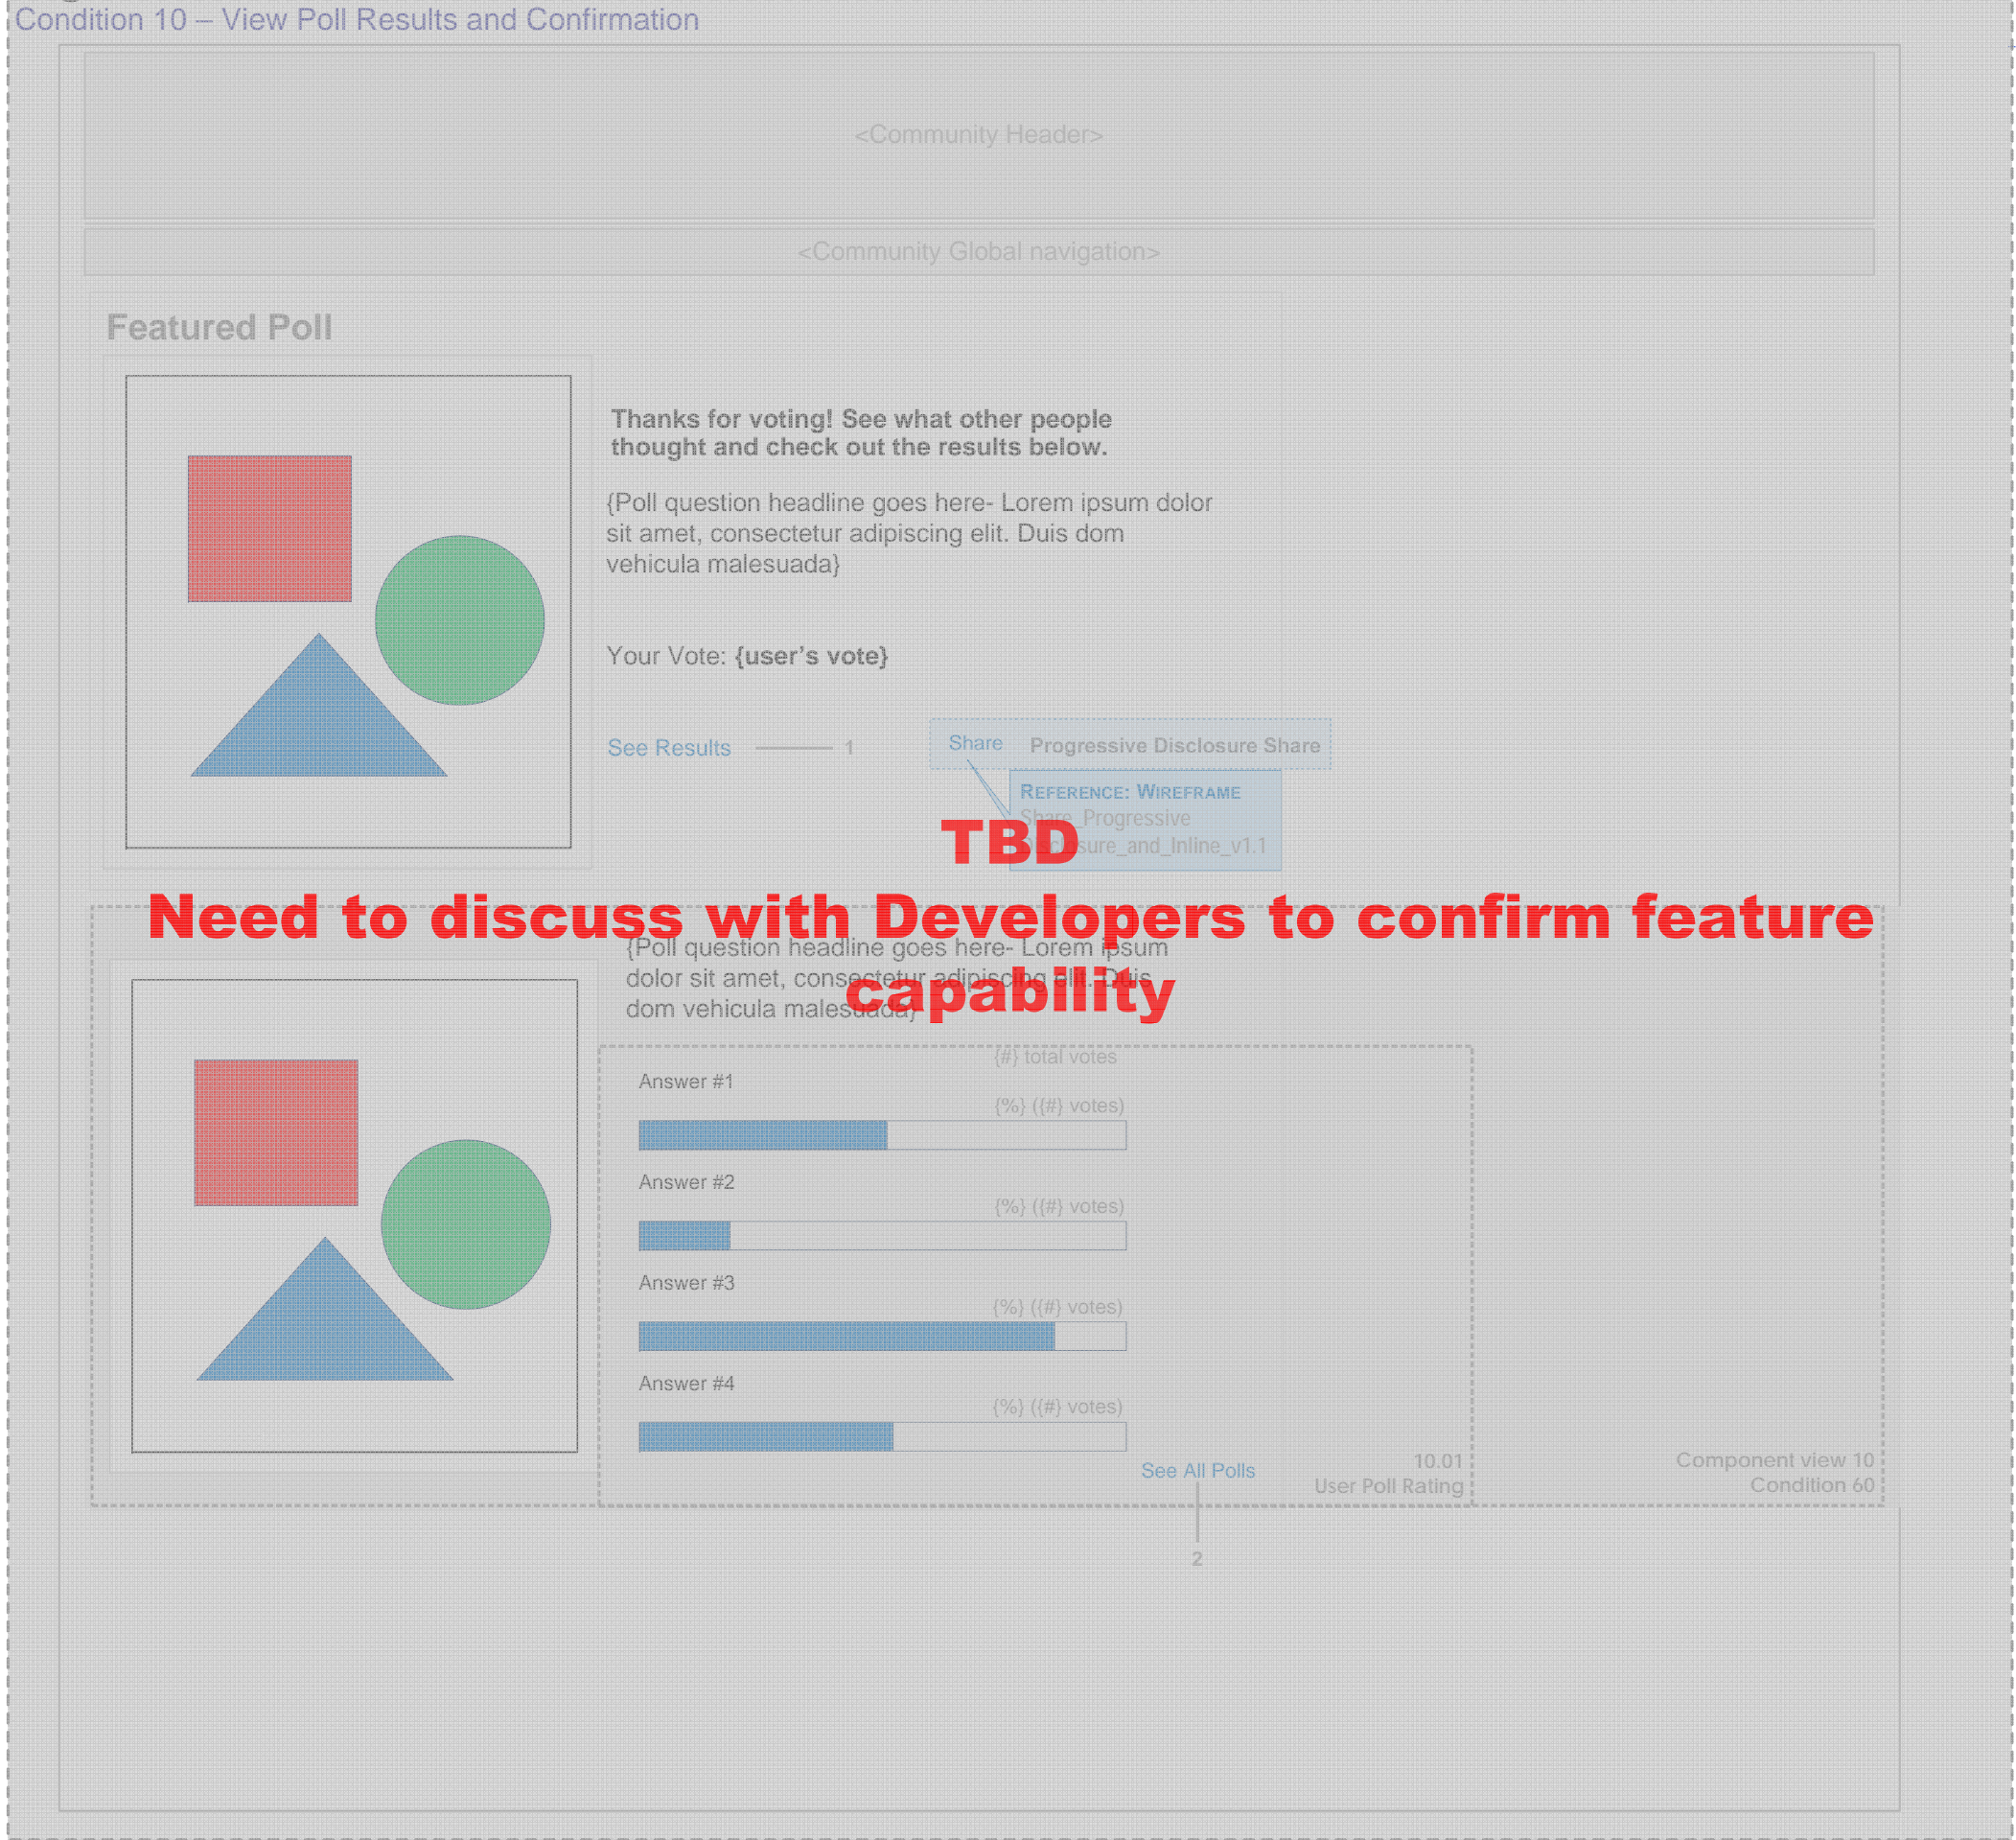 Condition 10 – View Poll Results and Confirmation
<Community Header>
<Community Global navigation>
Featured Poll
Thanks for voting! See what other people
thought and check out the results below.
{Poll question headline goes here- Lorem ipsum dolor
sit amet, consectetur adipiscing elit. Duis dom
vehicula malesuada}
Your Vote: {user’s vote}
See Results 1
Share Progressive Disclosure Share
REFERENCE: WIREFRAME
Share_Progressive
Disclosure_and_Inline_v1.1
TBD
Need to discuss with Developers to confirm feature
capability
{Poll question headline goes here- Lorem ipsum
dolor sit amet, consectetur adipiscing elit. Duis
dom vehicula malesuada}
{#} total votes
Answer #1
{%} ({#} votes)
Answer #2
{%} ({#} votes)
Answer #3
{%} ({#} votes)
Answer #4
{%} ({#} votes)
See All Polls
10.01
User Poll Rating
Component view 10
Condition 60
2